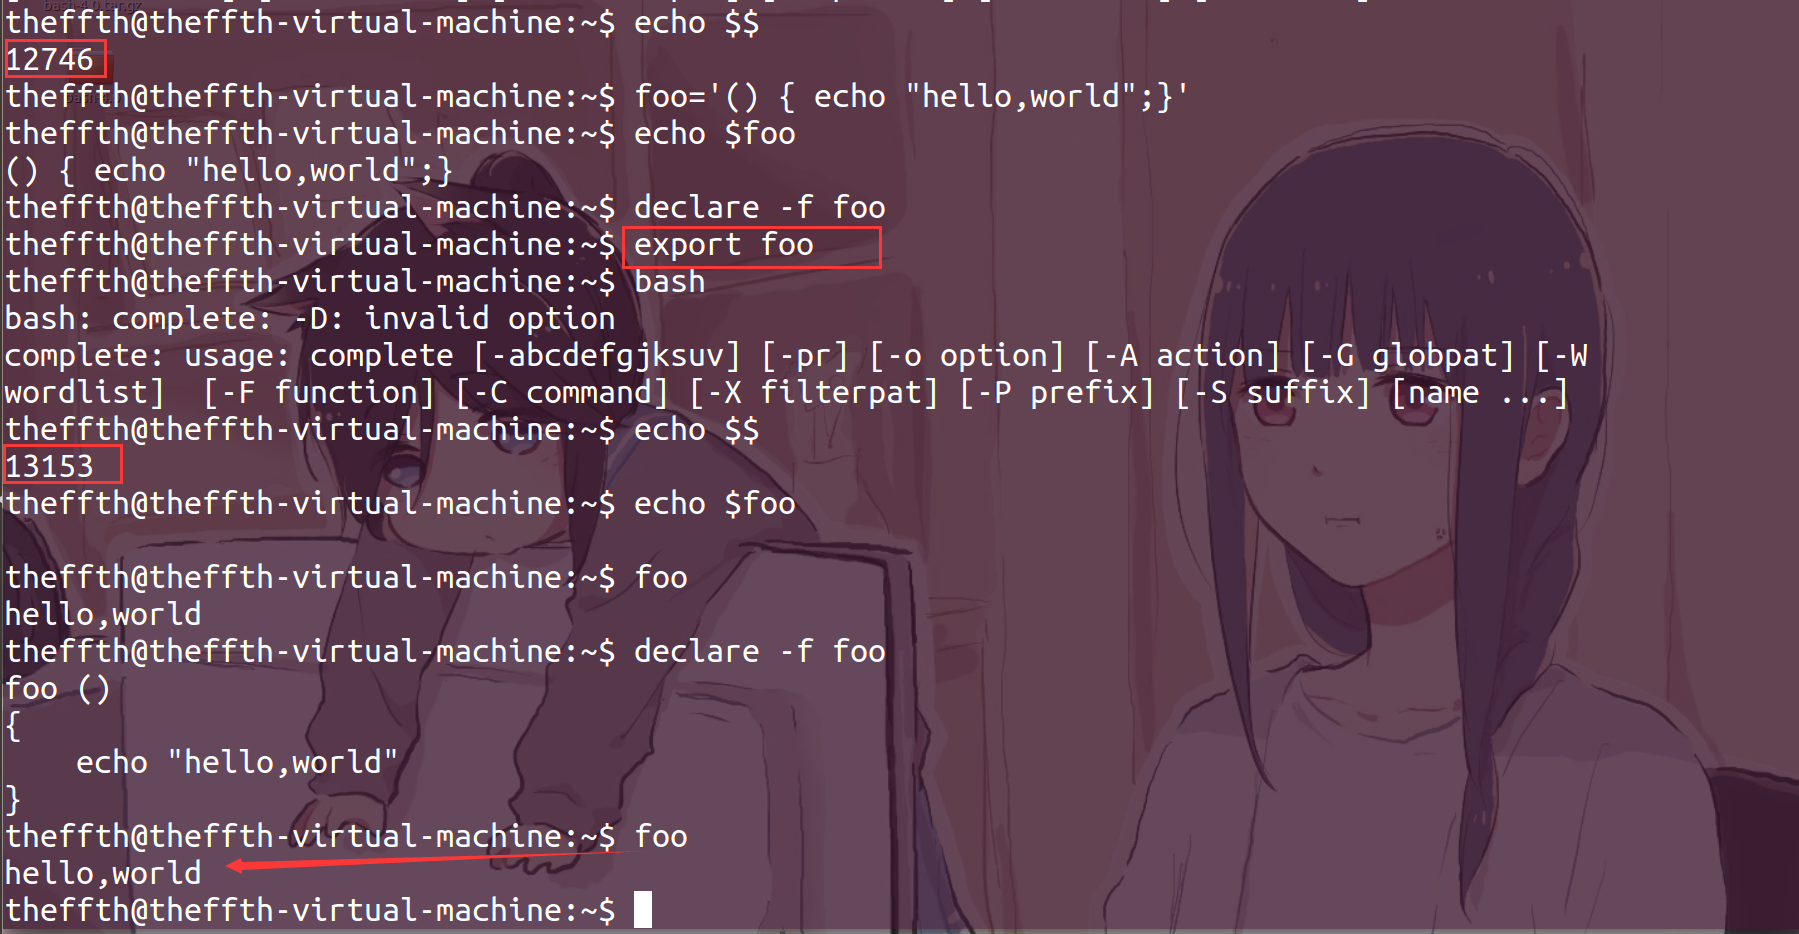 bash-4.0.tar.gz
theffth@theffth-virtual-machine:~$ echo $$
12746
theffth@theffth-virtual-machine:~$ foo='() { echo "hello,world";}'
theffth@theffth-virtual-machine:~$ echo $foo
() { echo "hello,world";}
theffth@theffth-virtual-machine:~$ declare -f foo
theffth@theffth-virtual-machine:~$ export foo
theffth@theffth-virtual-machine:~$ bash
bash: complete: -D: invalid option
complete: usage: complete [-abcdefgjksuv] [-pr] [-o option] [-A action] [-G globpat] [-W
wordlist]  [-F function] [-C command] [-X filterpat] [-P prefix] [-S suffix] [name ...]
theffth@theffth-virtual-machine:~$ echo $$
13153
theffth@theffth-virtual-machine:~$ echo $foo
theffth@theffth-virtual-machine:~$ foo
hello,world
theffth@theffth-virtual-machine:~$ declare -f foo
foo ()
{
    echo "hello,world"
}
theffth@theffth-virtual-machine:~$ foo
hello,world
theffth@theffth-virtual-machine:~$